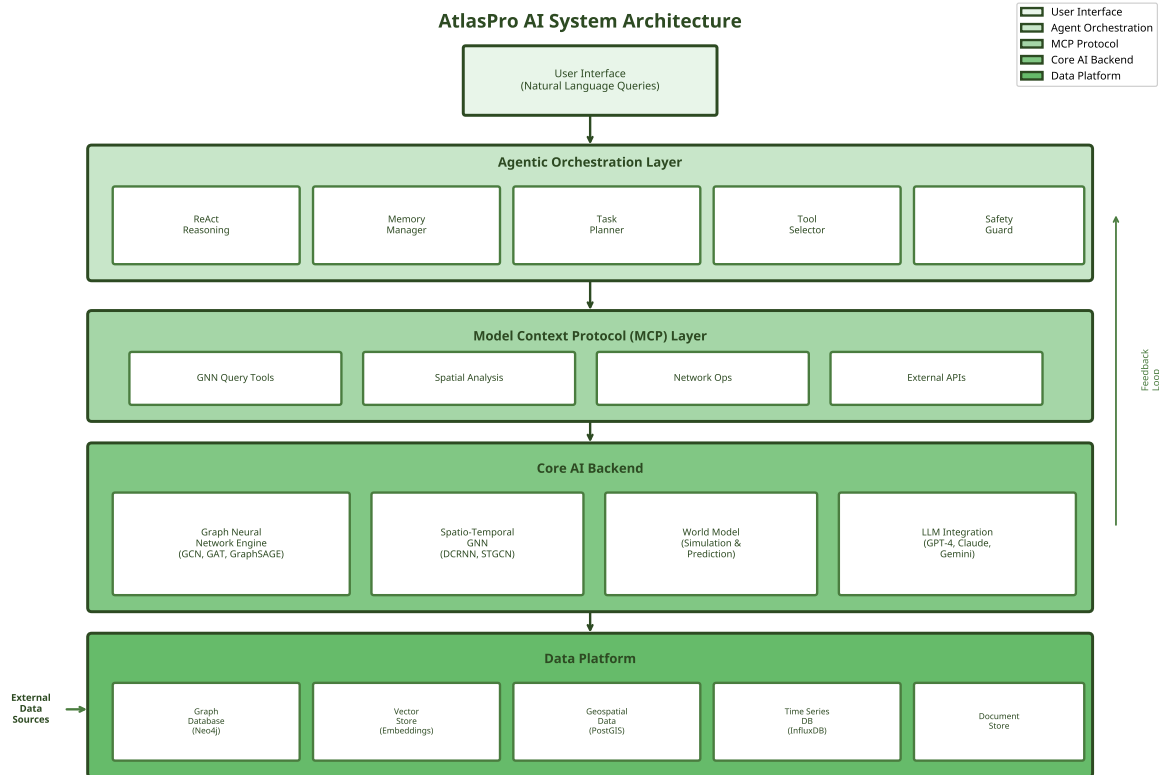 AtlasPro AI System Architecture
User Interface
Agent Orchestration
MCP Protocol
Core AI Backend
Data Platform
User Interface
(Natural Language Queries)
Agentic Orchestration Layer
ReAct
Reasoning
Memory
Manager
Task
Planner
Tool
Selector
Safety
Guard
Model Context Protocol (MCP) Layer
GNN Query Tools
Spatial Analysis
Network Ops
External APIs
Feedback
Loop
Core AI Backend
Graph Neural
Network Engine
(GCN, GAT, GraphSAGE)
Spatio-Temporal
GNN
(DCRNN, STGCN)
World Model
(Simulation &
Prediction)
LLM Integration
(GPT-4, Claude,
Gemini)
Data Platform
External
Data
Sources
Graph
Database
(Neo4j)
Vector
Store
(Embeddings)
Geospatial
Data
(PostGIS)
Time Series
DB
(InfluxDB)
Document
Store